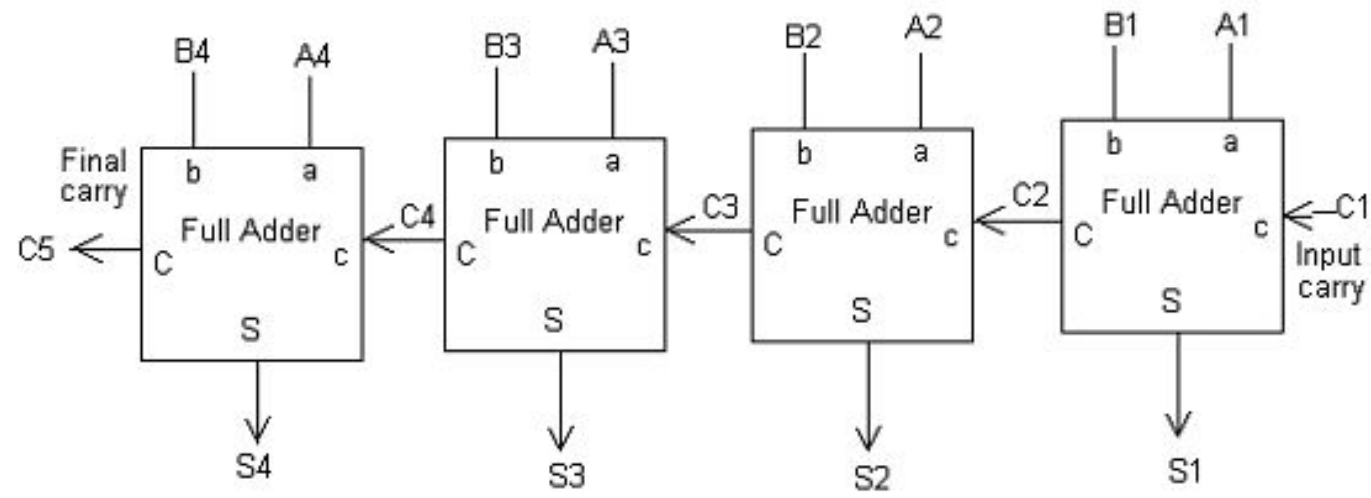 B4 A4 B3 A3 B2 A2 B1 A1
b a b a b a b a
Final
carry
Full Adder C4 Full Adder C3 Full Adder C2 Full Adder C1
C5 C c C c C c C c
Input
carry
S S S S
S4 S3 S2 S1